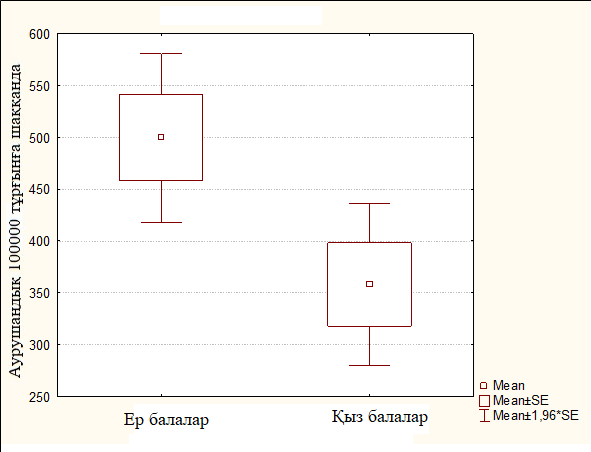 600
550
500
450
400
350
300
250
Аурушандык 100000 тұрғынға шаққанда
Ер балалар
Қыз балалар
Mean
Mean±SE
Mean±1,96*SE